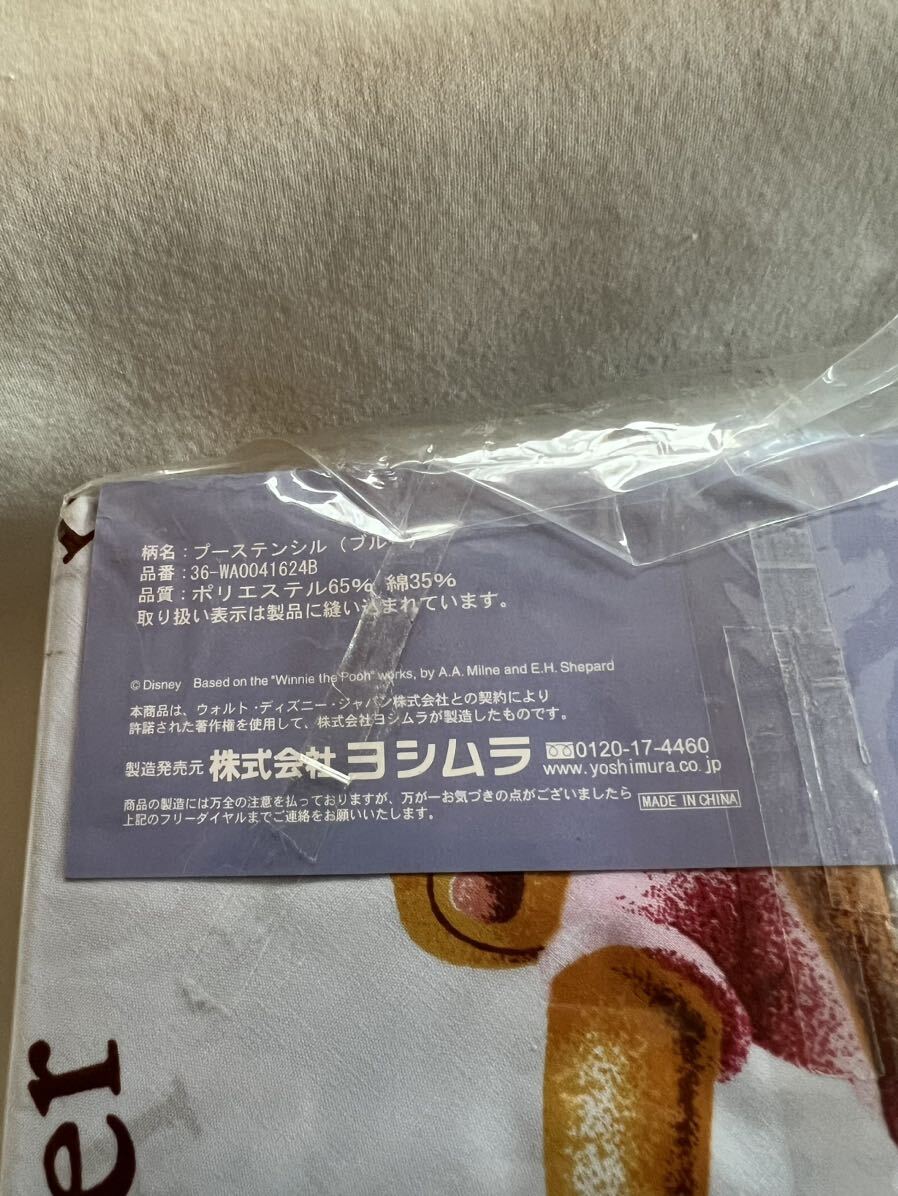 柄名：プーステンシル（ブルー）
品番：36-WA0041624B
品質：ポリエステル65％ 綿35％
取り扱い表示は製品に縫い込まれています。
© Disney Based on the "Winnie the Pooh" works, by A.A. Milne and E.H. Shepard
本商品は、ウォルト・ディズニー・ジャパン株式会社との契約により
許諾された著作権を使用して、株式会社ヨシムラが製造したものです。
製造発売元 株式会社ヨシムラ 0120-17-4460
www.yoshimura.co.jp
商品の製造には万全の注意を払っておりますが、万が一お気づきの点がございましたら
上記のフリーダイヤルまでご連絡をお願いいたします。
MADE IN CHINA
er